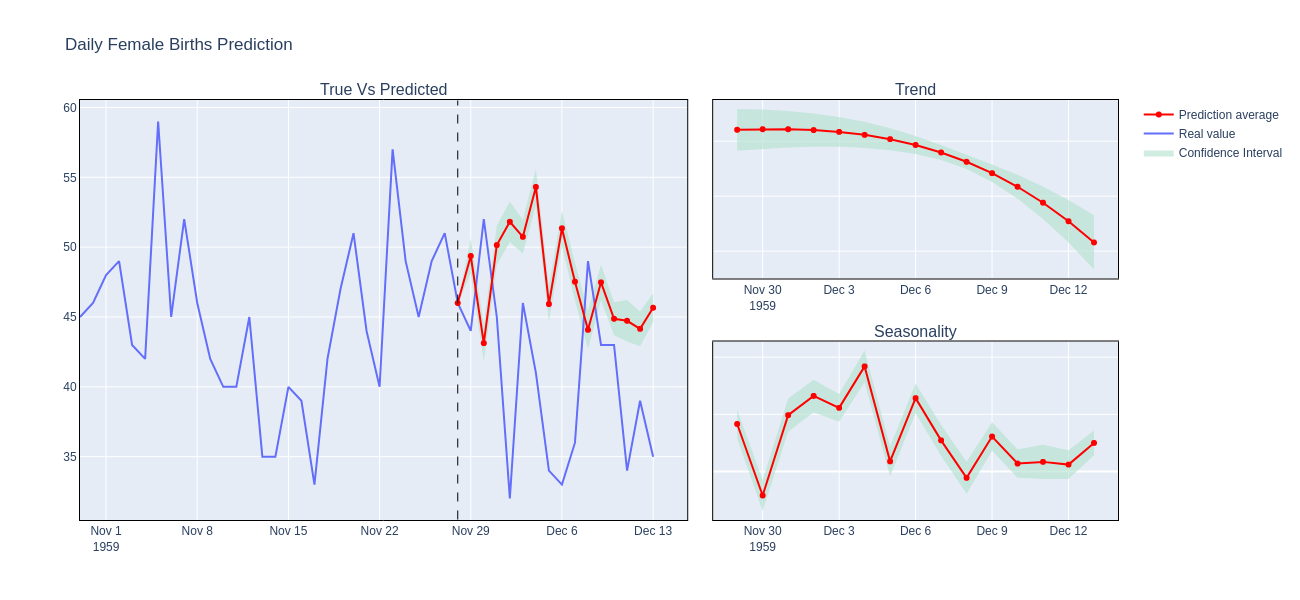 Daily Female Births Prediction
True Vs Predicted
60
55
50
45
40
35
Nov 1
1959
Nov 8
Nov 15
Nov 22
Nov 29
Dec 6
Dec 13
Trend
Nov 30
1959
Dec 3
Dec 6
Dec 9
Dec 12
Seasonality
Nov 30
1959
Dec 3
Dec 6
Dec 9
Dec 12
Prediction average
Real value
Confidence Interval